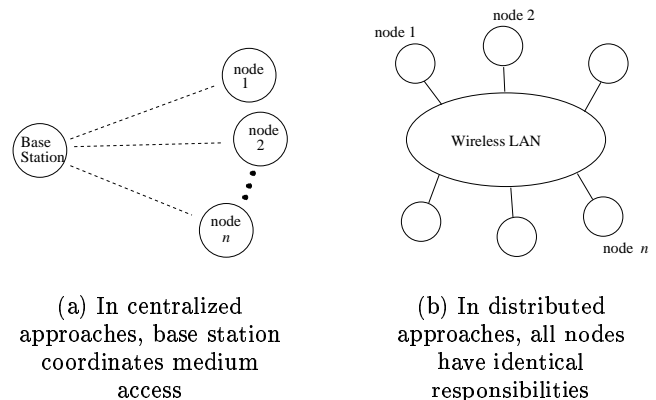 node
1
Base
Station
node
2
node
n
node 1
node 2
Wireless LAN
node n
(a) In centralized
approaches, base station
coordinates medium
access
(b) In distributed
approaches, all nodes
have identical
responsibilities